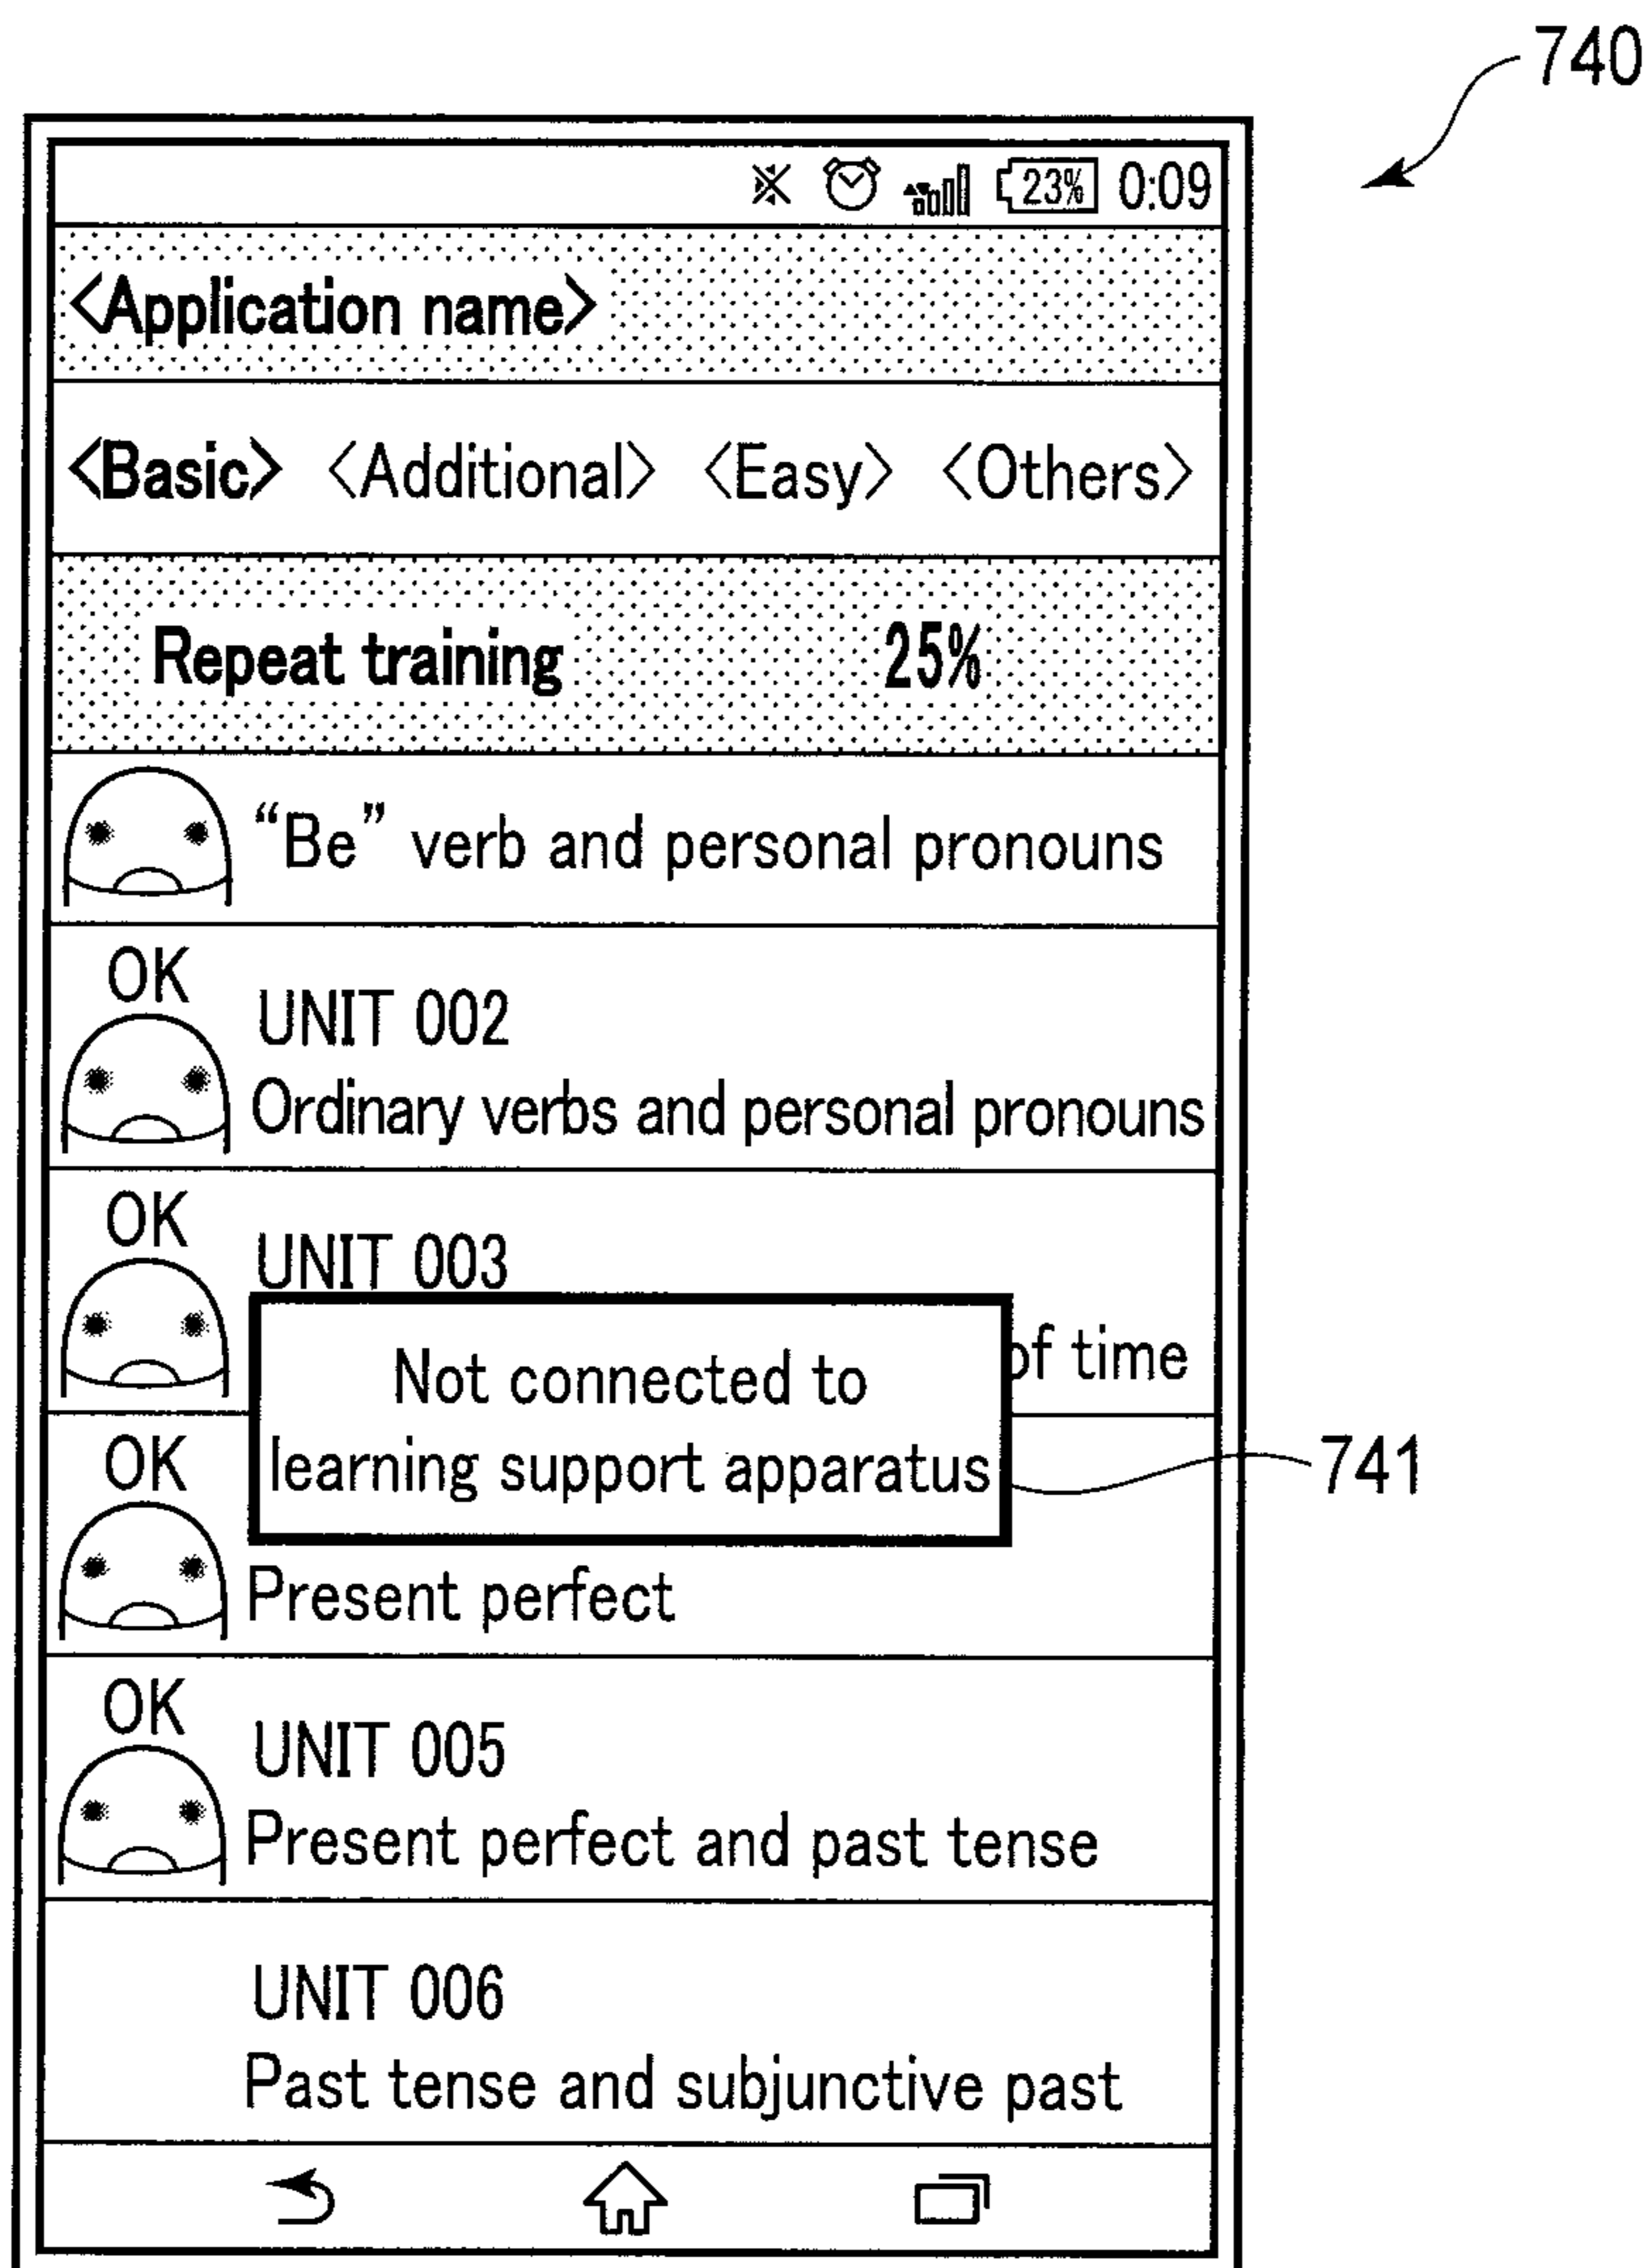 740
23% 0:09
<Application name>
<Basic> <Additional> <Easy> <Others>
Repeat training 25%
“Be” verb and personal pronouns
OK
UNIT 002
Ordinary verbs and personal pronouns
OK
UNIT 003
of time
Not connected to
learning support apparatus
741
OK
Present perfect
OK
UNIT 005
Present perfect and past tense
UNIT 006
Past tense and subjunctive past